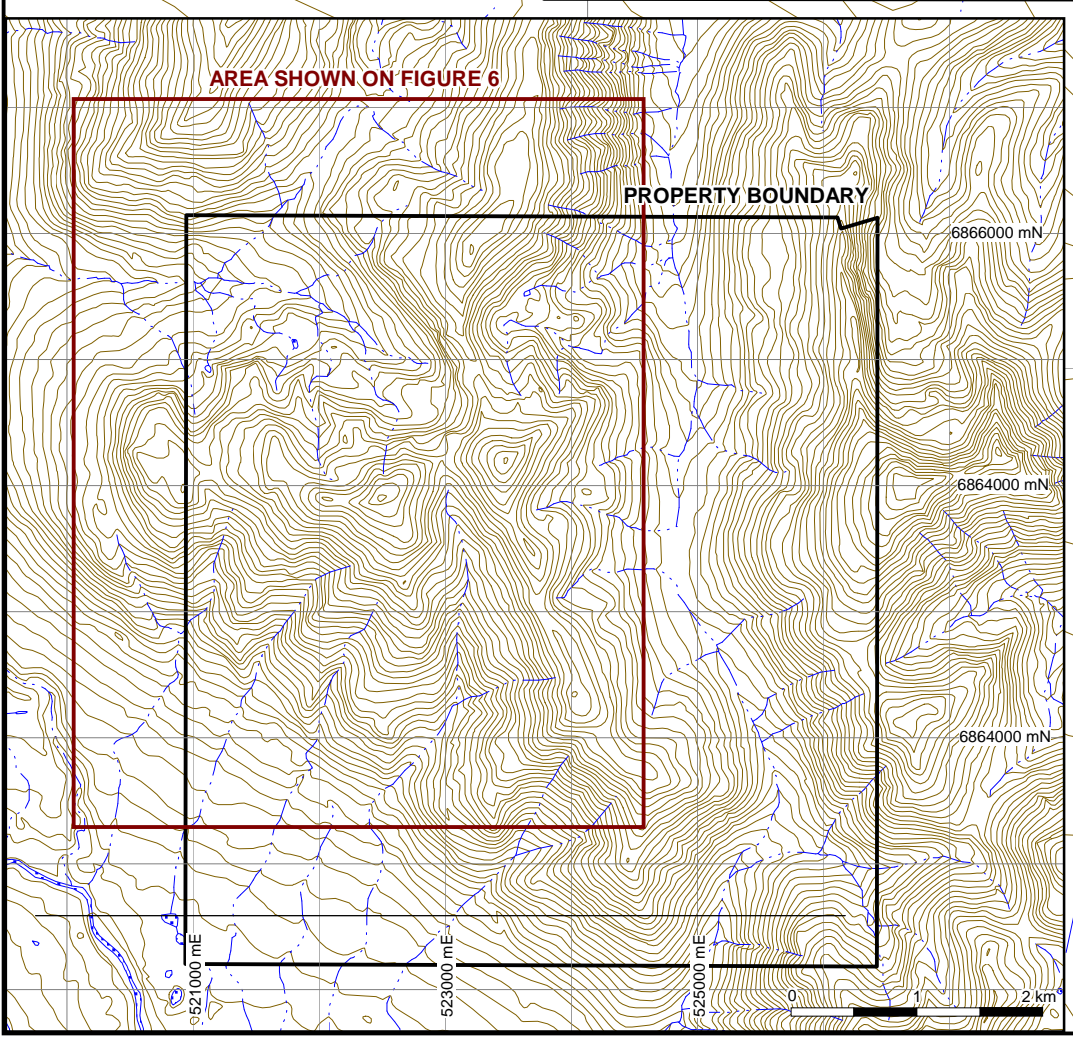 AREA SHOWN ON FIGURE 6
PROPERTY BOUNDARY
6866000 mN
6864000 mN
6864000 mN
521000 mE
523000 mE
525000 mE
0 1 2 km